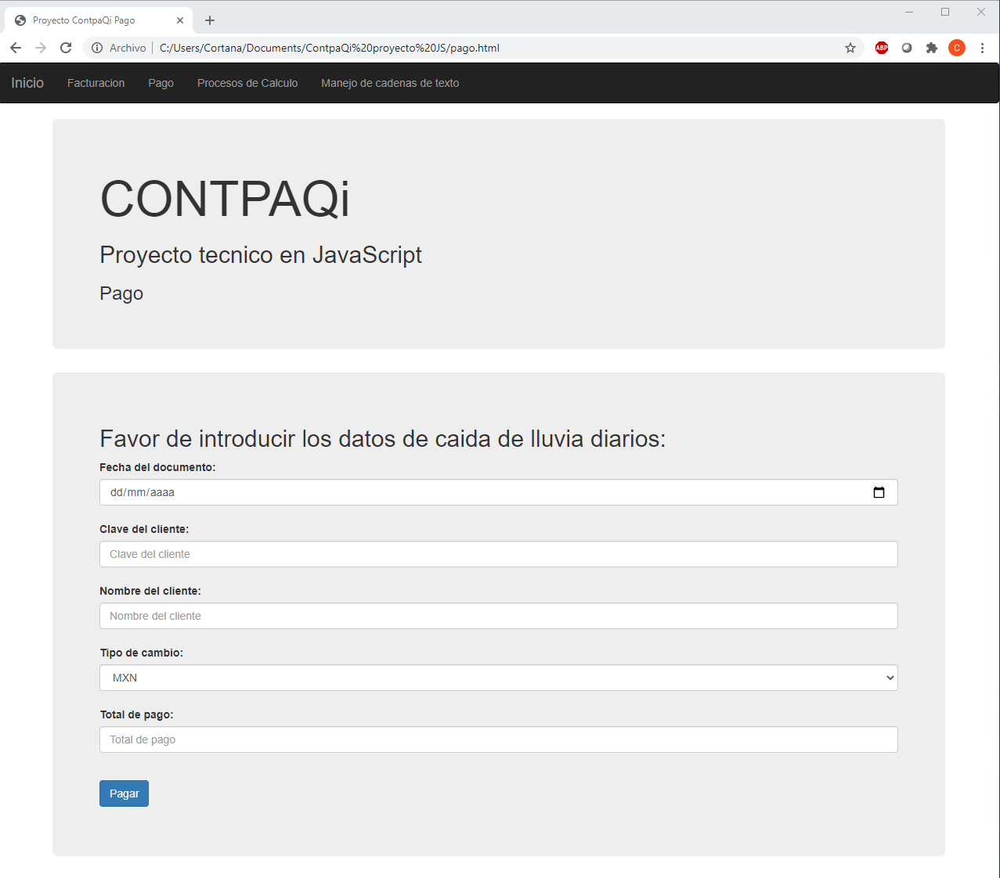 Proyecto ContpaQi Pago
Archivo C:/Users/Cortana/Documents/ContpaQi%20proyecto%20JS/pago.html
ABP
C
Inicio Facturacion Pago Procesos de Calculo Manejo de cadenas de texto
CONTPAQi
Proyecto tecnico en JavaScript
Pago
Favor de introducir los datos de caida de lluvia diarios:
Fecha del documento:
dd/mm/aaaa
Clave del cliente:
Clave del cliente
Nombre del cliente:
Nombre del cliente
Tipo de cambio:
MXN
Total de pago:
Total de pago
Pagar